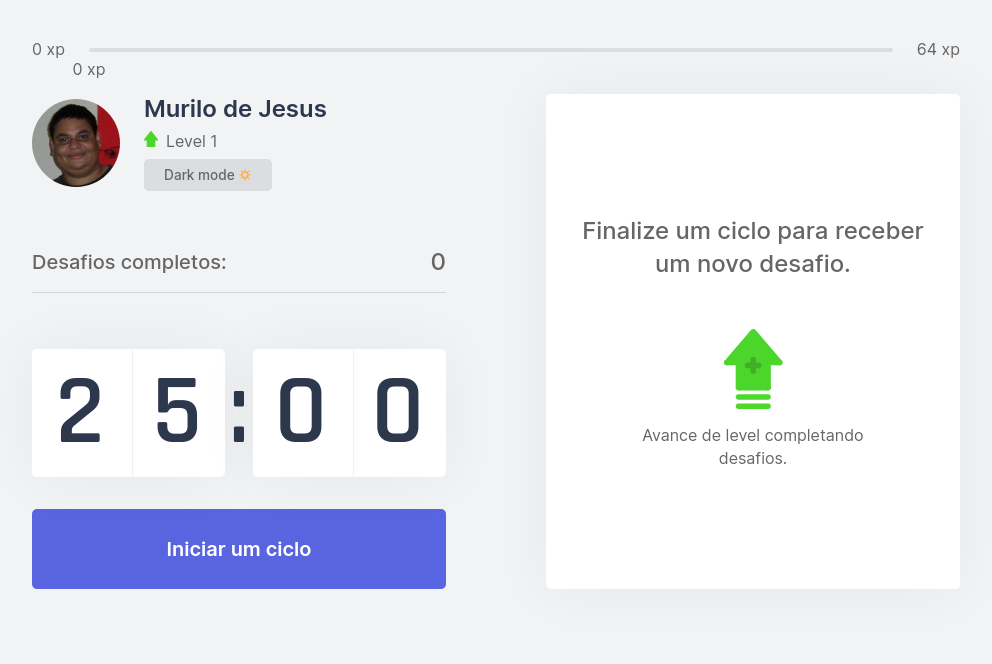 0 xp
64 xp
0 xp
Murilo de Jesus
Level 1
Dark mode
Desafios completos:
0
25:00
Iniciar um ciclo
Finalize um ciclo para receber
um novo desafio.
Avance de level completando
desafios.